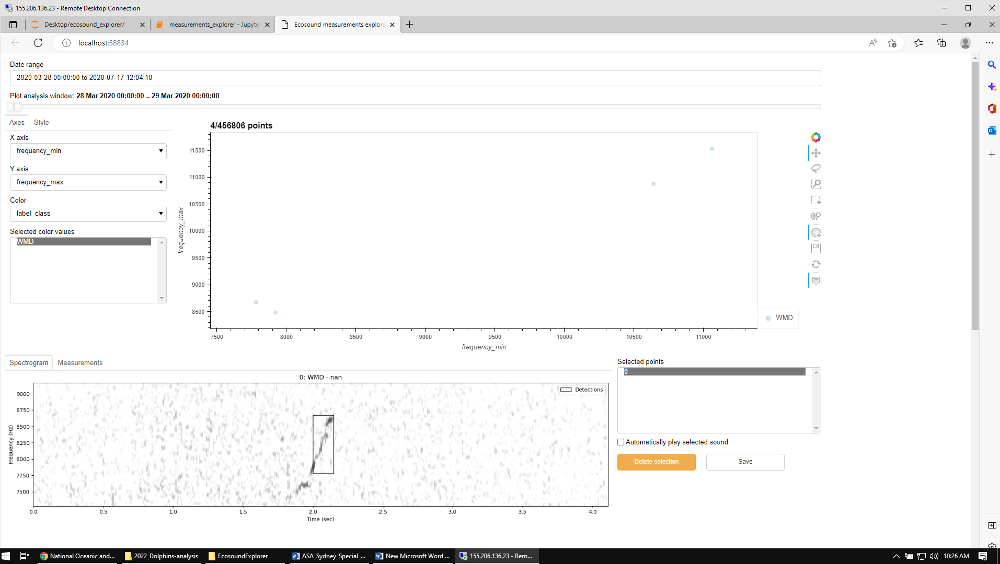 155.206.136.23 - Remote Desktop Connection
Desktop/ecosound_explorer/
measurements_explorer - Jupyte
Ecosound measurements explore
localhost:58834
Date range
2020-03-28 00:00:00 to 2020-07-17 12:04:10
Plot analysis window: 28 Mar 2020 00:00:00 .. 29 Mar 2020 00:00:00
Axes Style
X axis
frequency_min
Y axis
frequency_max
Color
label_class
Selected color values
WMD
4/456806 points
11500
11000
10500
10000
9500
9000
8500
frequency_max
7500 8000 8500 9000 9500 10000 10500 11000
frequency_min
WMD
Spectrogram Measurements
0: WMD - nan
Detections
9000
8750
8500
8250
8000
7750
7500
Frequency (Hz)
0.0 0.5 1.0 1.5 2.0 2.5 3.0 3.5 4.0
Time (sec)
Selected points
0
Automatically play selected sound
Delete selection Save
National Oceanic and...
2022_Dolphins-analysis
EcosoundExplorer
ASA_Sydney_Special_...
New Microsoft Word ...
155.206.136.23 - Rem...
10:26 AM